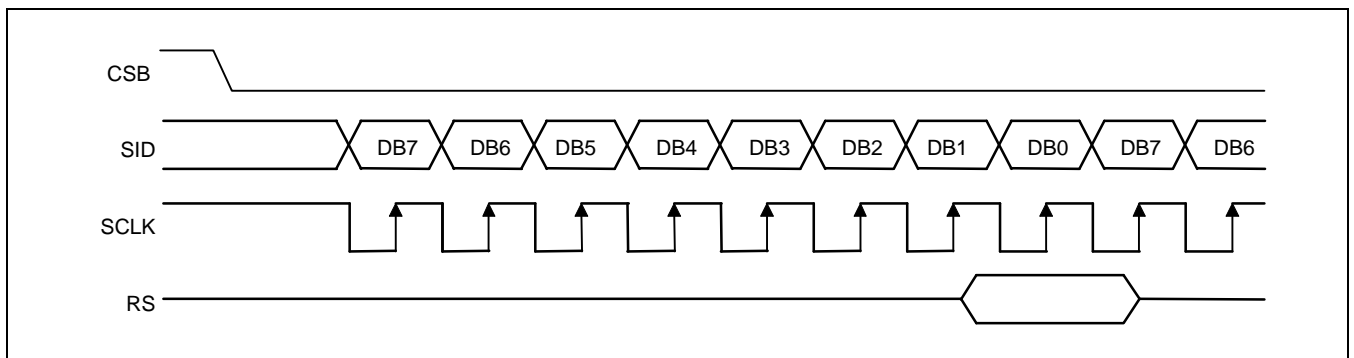 CSB
SID DB7 DB6 DB5 DB4 DB3 DB2 DB1 DB0 DB7 DB6
SCLK
RS